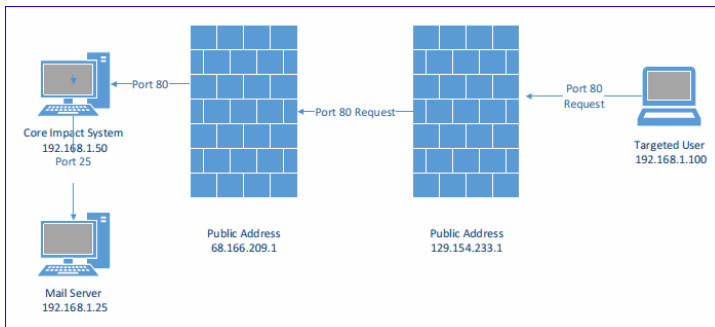 Port 80
Port 80 Request
Port 80
Request
Core Impact System
192.168.1.50
Port 25
Targeted User
192.168.1.100
Public Address
68.166.209.1
Public Address
129.154.233.1
Mail Server
192.168.1.25